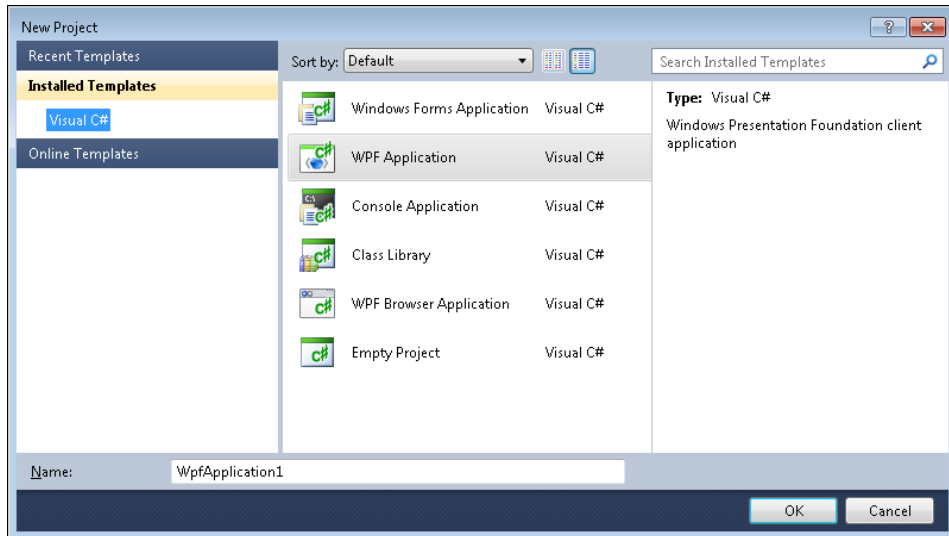 New Project
Recent Templates
Installed Templates
Visual C#
Online Templates
Sort by: Default
Search Installed Templates
Windows Forms Application Visual C#
WPF Application Visual C#
Console Application Visual C#
Class Library Visual C#
WPF Browser Application Visual C#
Empty Project Visual C#
Type: Visual C#
Windows Presentation Foundation client
application
Name: WpfApplication1
OK Cancel